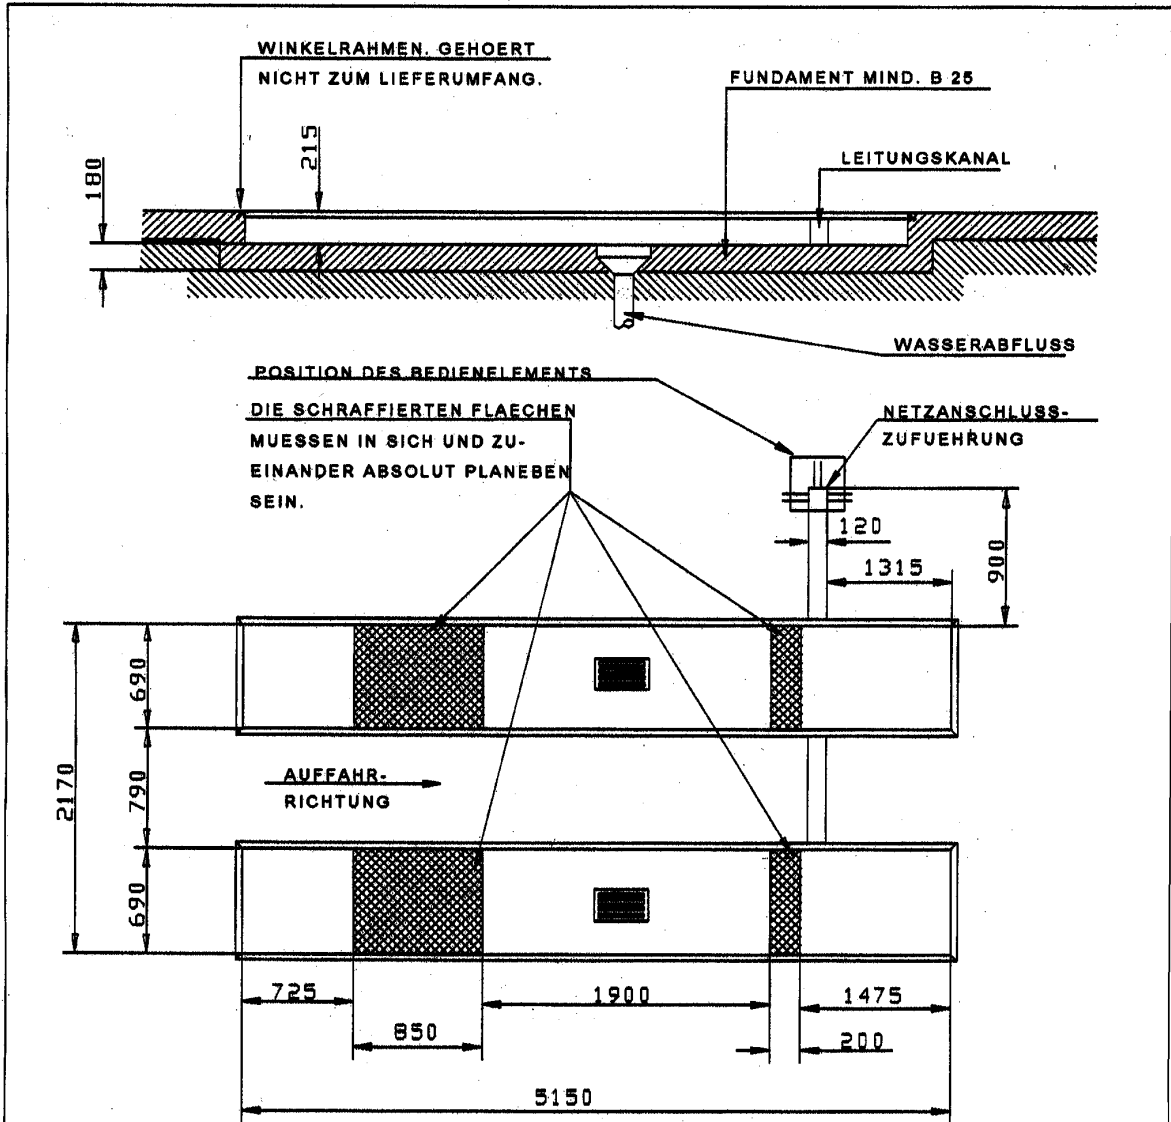 WINKELRAHMEN. GEHOERT
NICHT ZUM LIEFERUMFANG.
FUNDAMENT MIND. B 25
215
180
LEITUNGSKANAL
WASSERABFLUSS
POSITION DES BEDIENELEMENTS
DIE SCHRAFFIERTEN FLAECHEN
MUESSEN IN SICH UND ZU-
EINANDER ABSOLUT PLANEBEN
SEIN.
NETZANSCHLUSS-
ZUFUEHRUNG
120
900
1315
690
2170
790
AUFFAHR-
RICHTUNG
690
725
1900
1475
850
200
5150